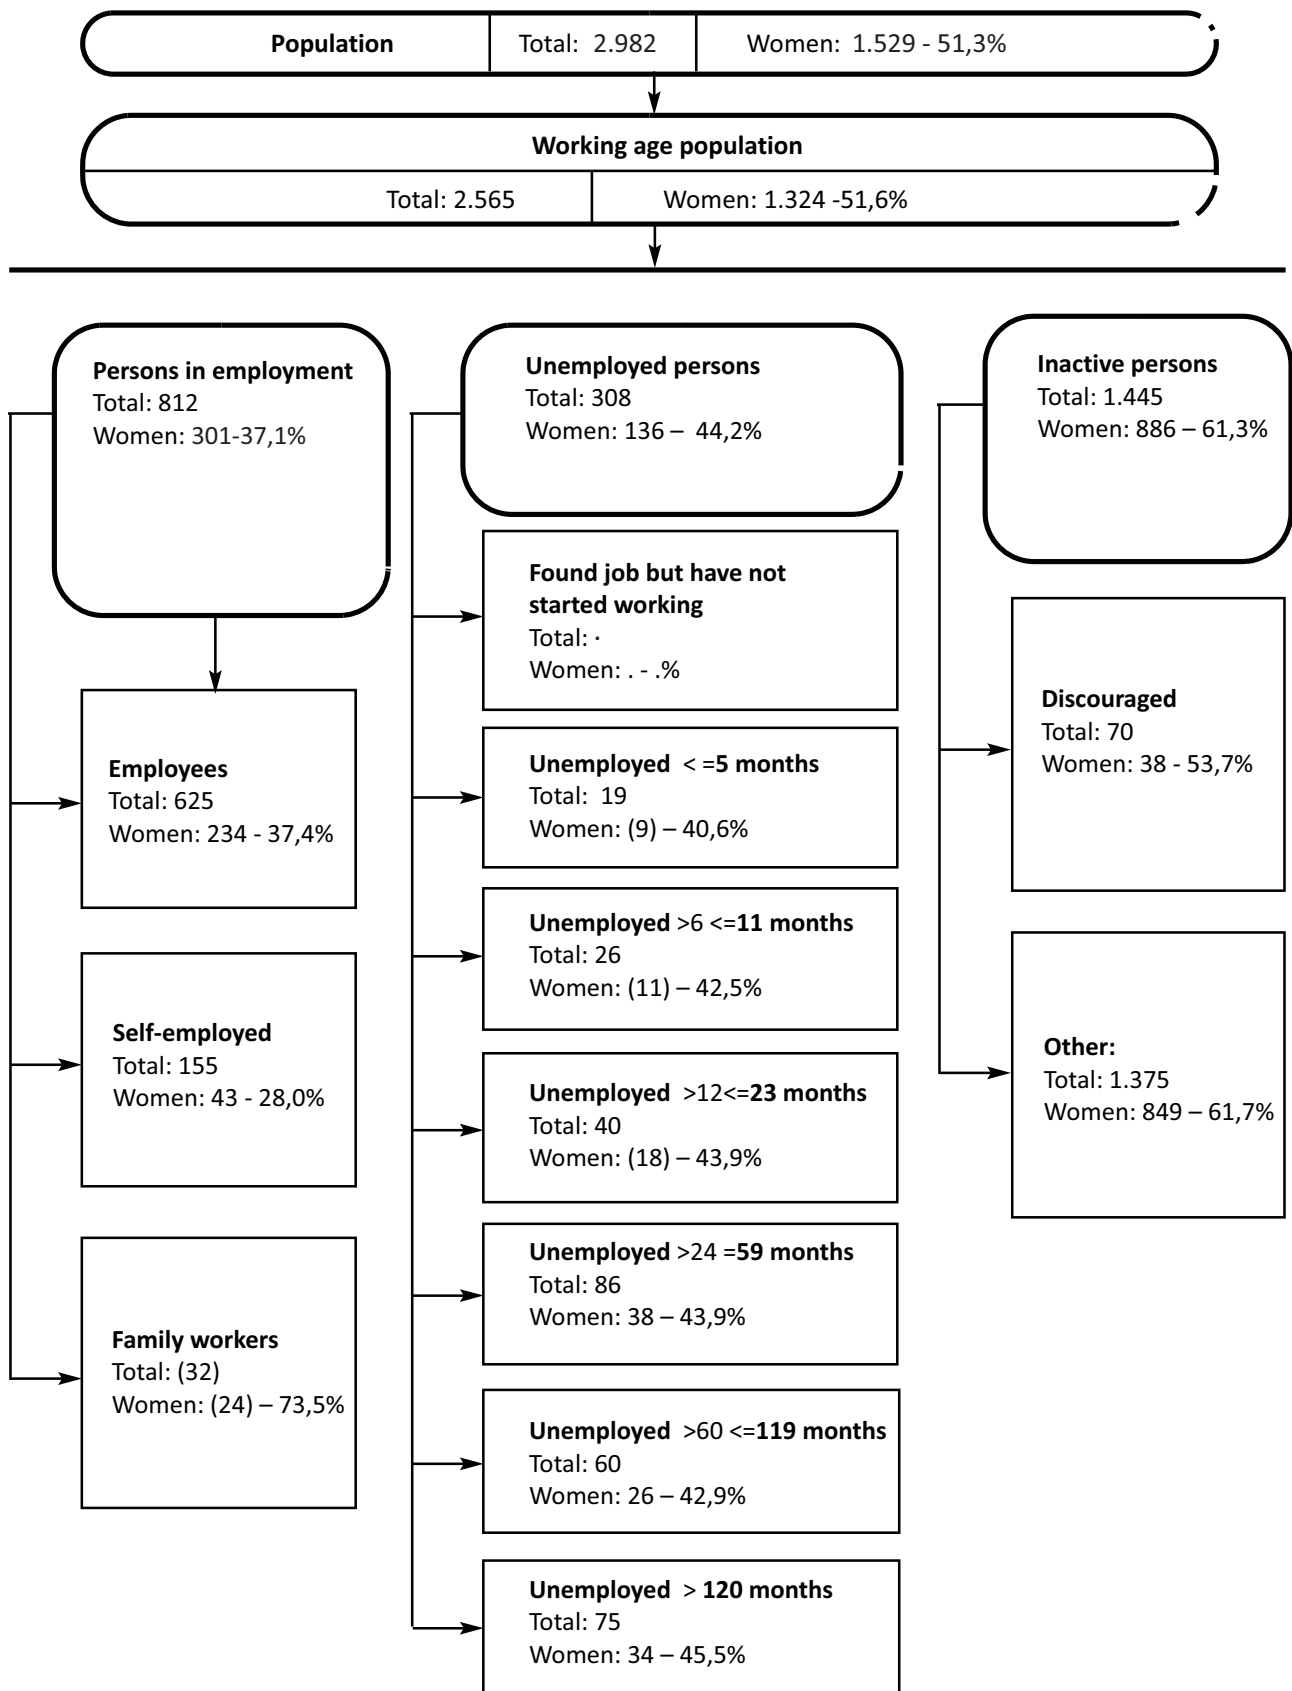 Population Total: 2.982 Women: 1.529 - 51,3%
Working age population
Total: 2.565 Women: 1.324 -51,6%
Persons in employment
Total: 812
Women: 301-37,1%
Employees
Total: 625
Women: 234 - 37,4%
Self-employed
Total: 155
Women: 43 - 28,0%
Family workers
Total: (32)
Women: (24) – 73,5%
Unemployed persons
Total: 308
Women: 136 – 44,2%
Found job but have not
started working
Total: ·
Women: . - .%
Unemployed < =5 months
Total: 19
Women: (9) – 40,6%
Unemployed >6 <=11 months
Total: 26
Women: (11) – 42,5%
Unemployed >12<=23 months
Total: 40
Women: (18) – 43,9%
Unemployed >24 =59 months
Total: 86
Women: 38 – 43,9%
Unemployed >60 <=119 months
Total: 60
Women: 26 – 42,9%
Unemployed > 120 months
Total: 75
Women: 34 – 45,5%
Inactive persons
Total: 1.445
Women: 886 – 61,3%
Discouraged
Total: 70
Women: 38 - 53,7%
Other:
Total: 1.375
Women: 849 – 61,7%